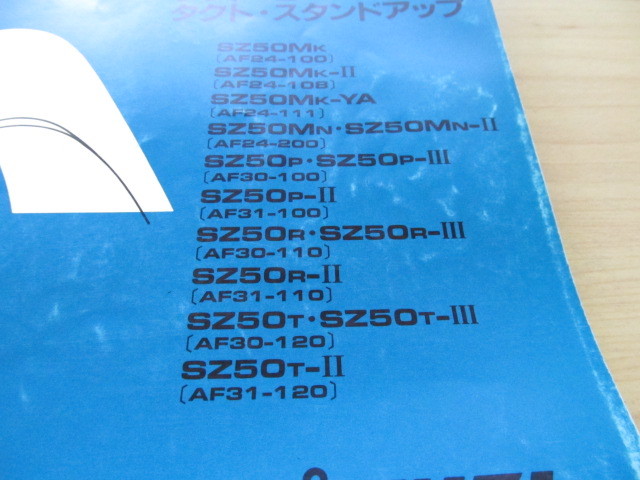 タクト・スタンドアップ
SZ50MK
(AF24-100)
SZ50MK-II
(AF24-108)
SZ50MK-YA
(AF24-111)
SZ50MN・SZ50MN-II
(AF24-200)
SZ50P・SZ50P-III
(AF30-100)
SZ50P-II
(AF31-100)
SZ50R・SZ50R-III
(AF30-110)
SZ50R-II
(AF31-110)
SZ50T・SZ50T-III
(AF30-120)
SZ50T-II
(AF31-120)